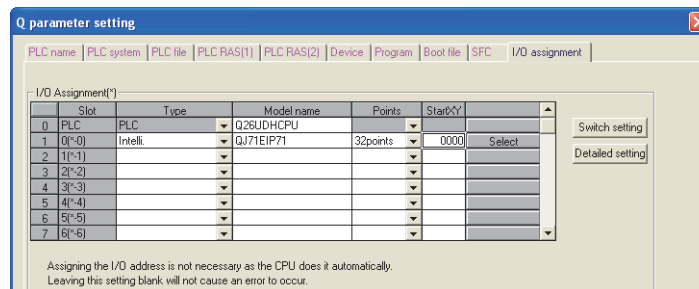 Q parameter setting
PLC name PLC system PLC file PLC RAS(1) PLC RAS(2) Device Program Boot file SFC I/O assignment
I/O Assignment(*)
Slot Type Model name Points StartXY
0 PLC PLC Q26UDHCPU
1 0(*-0) Intelli. QJ71EIP71 32points 0000 Select
2 1(*-1)
3 2(*-2)
4 3(*-3)
5 4(*-4)
6 5(*-5)
7 6(*-6)
Switch setting
Detailed setting
Assigning the I/O address is not necessary as the CPU does it automatically.
Leaving this setting blank will not cause an error to occur.